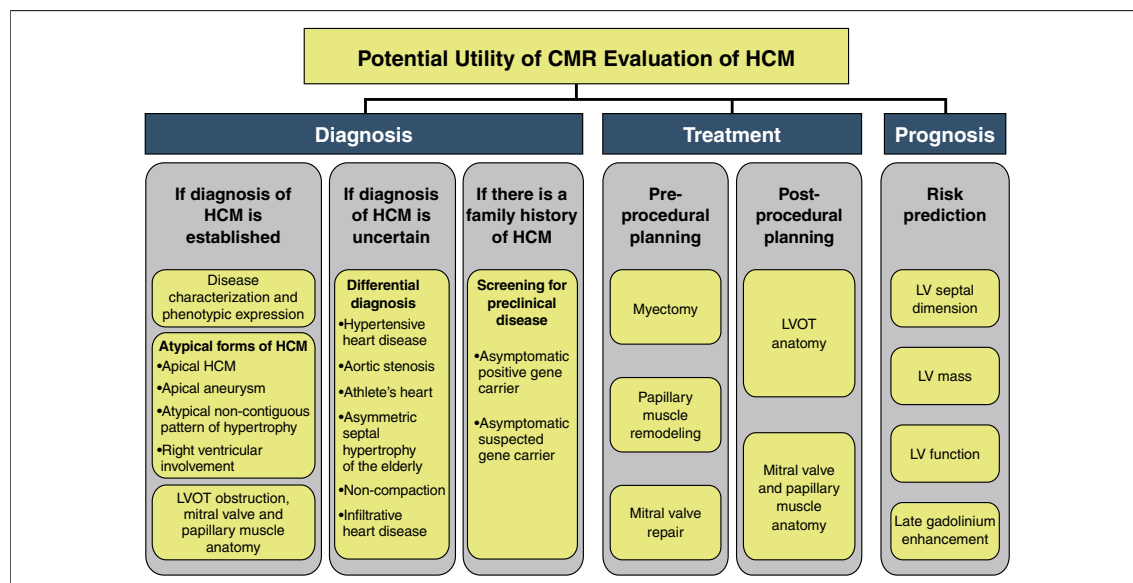 Potential Utility of CMR Evaluation of HCM
Diagnosis
If diagnosis of
HCM is
established
Disease
characterization and
phenotypic expression
Atypical forms of HCM
•Apical HCM
•Apical aneurysm
•Atypical non-contiguous
pattern of hypertrophy
•Right ventricular
involvement
LVOT obstruction,
mitral valve and
papillary muscle
anatomy
If diagnosis
of HCM is
uncertain
Differential
diagnosis
•Hypertensive
heart disease
•Aortic stenosis
•Athlete's heart
•Asymmetric
septal
hypertrophy
of the elderly
•Non-compaction
•Infiltrative
heart disease
If there is a
family history
of HCM
Screening for
preclinical
disease
•Asymptomatic
positive gene
carrier
•Asymptomatic
suspected
gene carrier
Treatment
Pre-
procedural
planning
Myectomy
Papillary
muscle
remodeling
Mitral valve
repair
Post-
procedural
planning
LVOT
anatomy
Mitral valve
and papillary
muscle
anatomy
Prognosis
Risk
prediction
LV septal
dimension
LV mass
LV function
Late gadolinium
enhancement